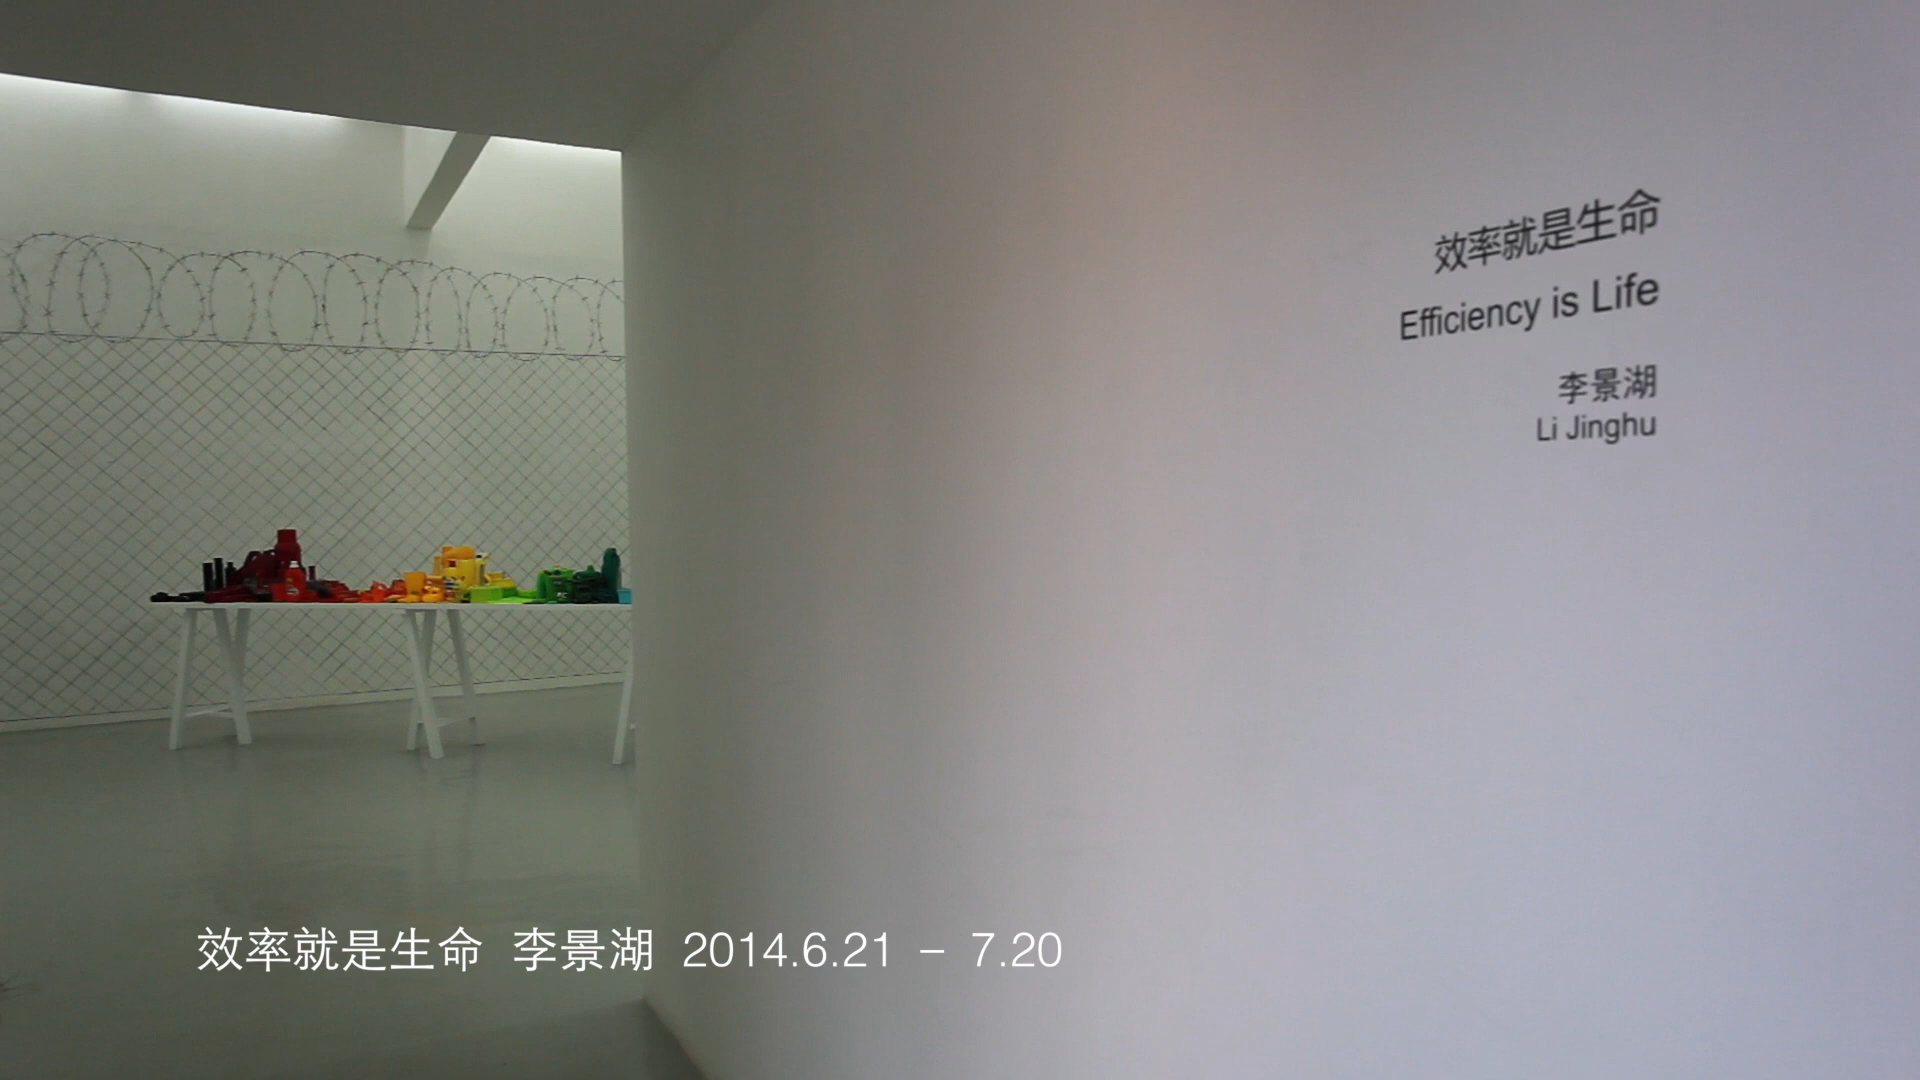 效率就是生命
Efficiency is Life
李景湖
Li Jinghu
效率就是生命 李景湖 2014.6.21 – 7.20